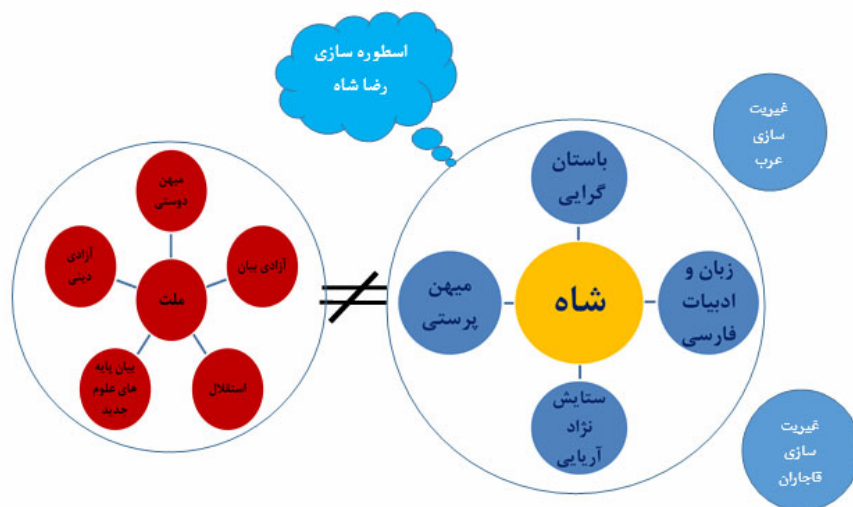 اسطوره سازی
رضا شاه
غیریت
سازی
عرب
باستان
گرایی
زبان و
ادبیات
فارسی
شاه
میهن
پرستی
ستایش
نژاد
آریایی
غیریت
سازی
قاجاران
میهن
دوستی
آزادی بیان
آزادی
دینی
ملت
استقلال
بیان پایه
های علوم
جدید